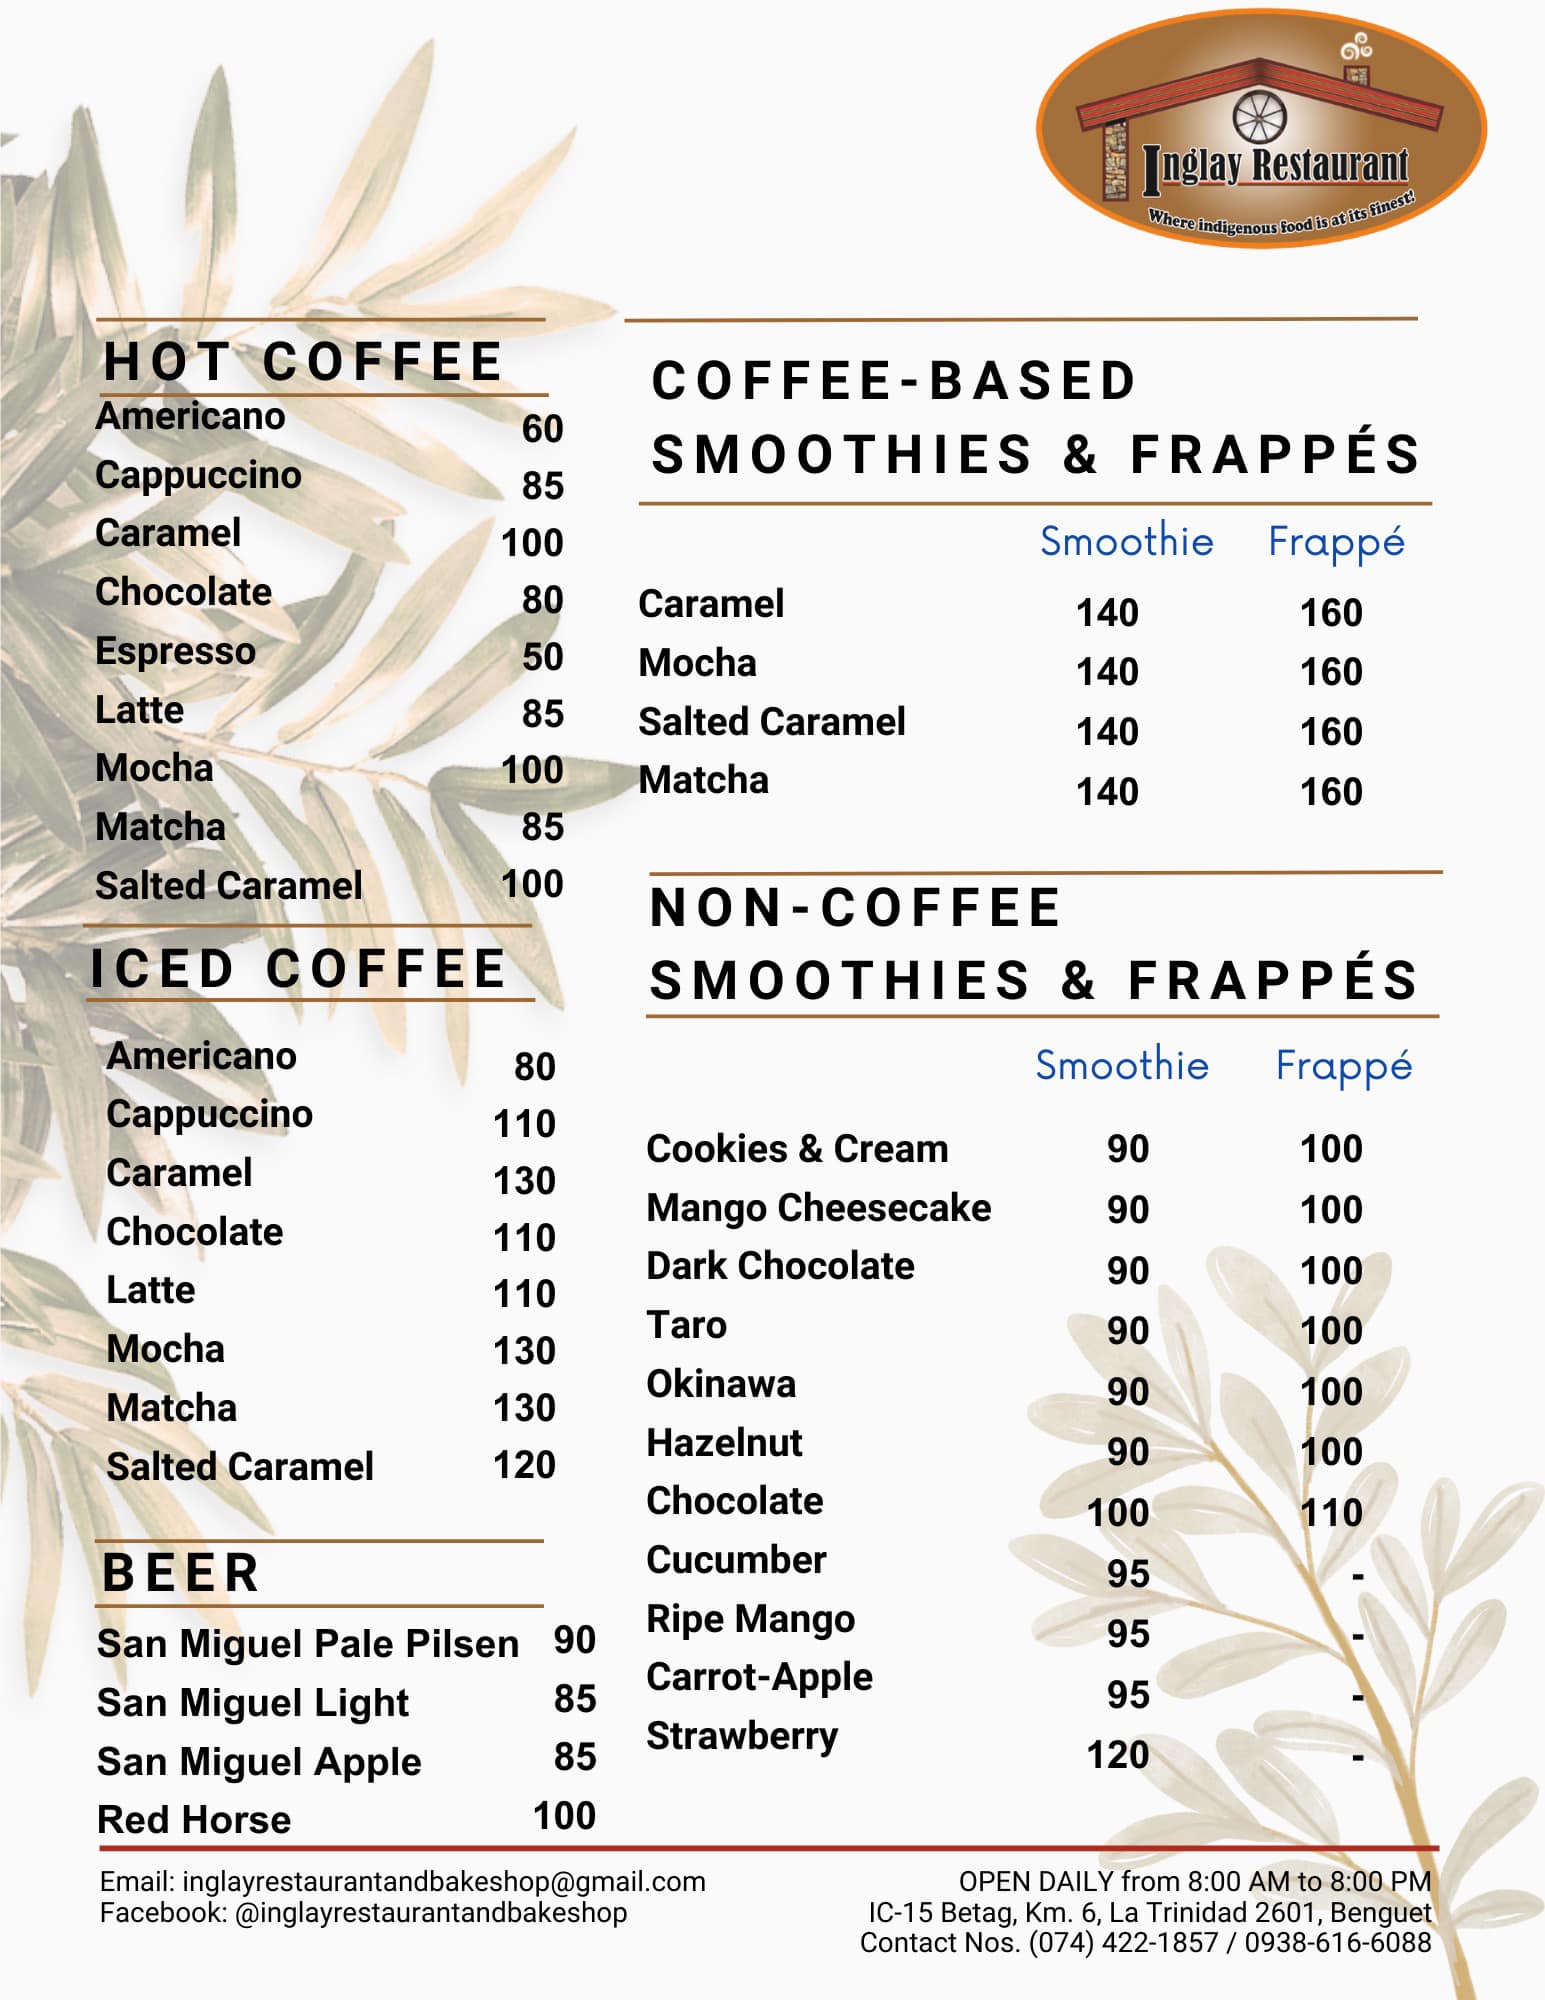 Inglay Restaurant
Where indigenous food is at its finest!
HOT COFFEE
Americano 60
Cappuccino 85
Caramel 100
Chocolate 80
Espresso 50
Latte 85
Mocha 100
Matcha 85
Salted Caramel 100
ICED COFFEE
Americano 80
Cappuccino 110
Caramel 130
Chocolate 110
Latte 110
Mocha 130
Matcha 130
Salted Caramel 120
BEER
San Miguel Pale Pilsen 90
San Miguel Light 85
San Miguel Apple 85
Red Horse 100
COFFEE-BASED
SMOOTHIES & FRAPPÉS
Smoothie Frappé
Caramel 140 160
Mocha 140 160
Salted Caramel 140 160
Matcha 140 160
NON-COFFEE
SMOOTHIES & FRAPPÉS
Smoothie Frappé
Cookies & Cream 90 100
Mango Cheesecake 90 100
Dark Chocolate 90 100
Taro 90 100
Okinawa 90 100
Hazelnut 90 100
Chocolate 100 110
Cucumber 95 -
Ripe Mango 95 -
Carrot-Apple 95 -
Strawberry 120 -
Email: inglayrestaurantandbakeshop@gmail.com
Facebook: @inglayrestaurantandbakeshop
OPEN DAILY from 8:00 AM to 8:00 PM
IC-15 Betag, Km. 6, La Trinidad 2601, Benguet
Contact Nos. (074) 422-1857 / 0938-616-6088